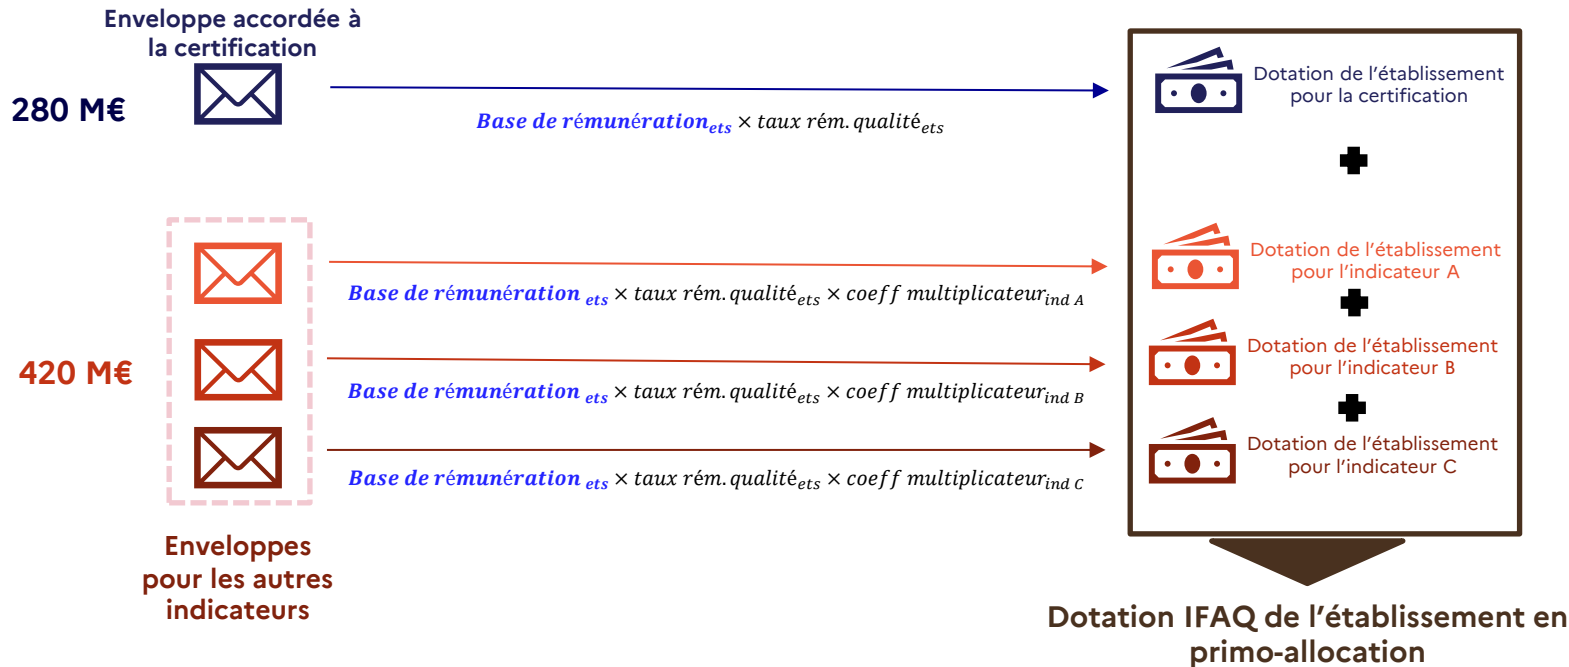 Enveloppe accordée à
la certification
280 M€
Base de rémunération_ets × taux rém. qualité_ets
Dotation de l'établissement
pour la certification
420 M€
Base de rémunération _ets × taux rém. qualité_ets × coeff multiplicateur_ind A
Dotation de l'établissement
pour l'indicateur A
Base de rémunération _ets × taux rém. qualité_ets × coeff multiplicateur_ind B
Dotation de l'établissement
pour l'indicateur B
Base de rémunération _ets × taux rém. qualité_ets × coeff multiplicateur_ind C
Dotation de l'établissement
pour l'indicateur C
Enveloppes
pour les autres
indicateurs
Dotation IFAQ de l'établissement en
primo-allocation